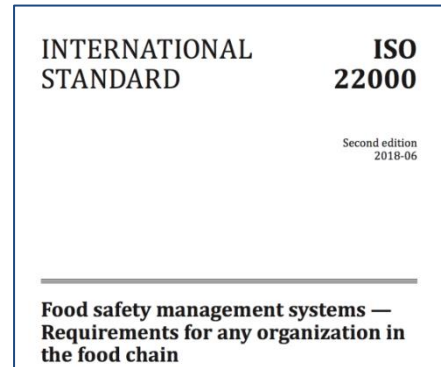 INTERNATIONAL
STANDARD
ISO
22000
Second edition
2018-06
Food safety management systems —
Requirements for any organization in
the food chain